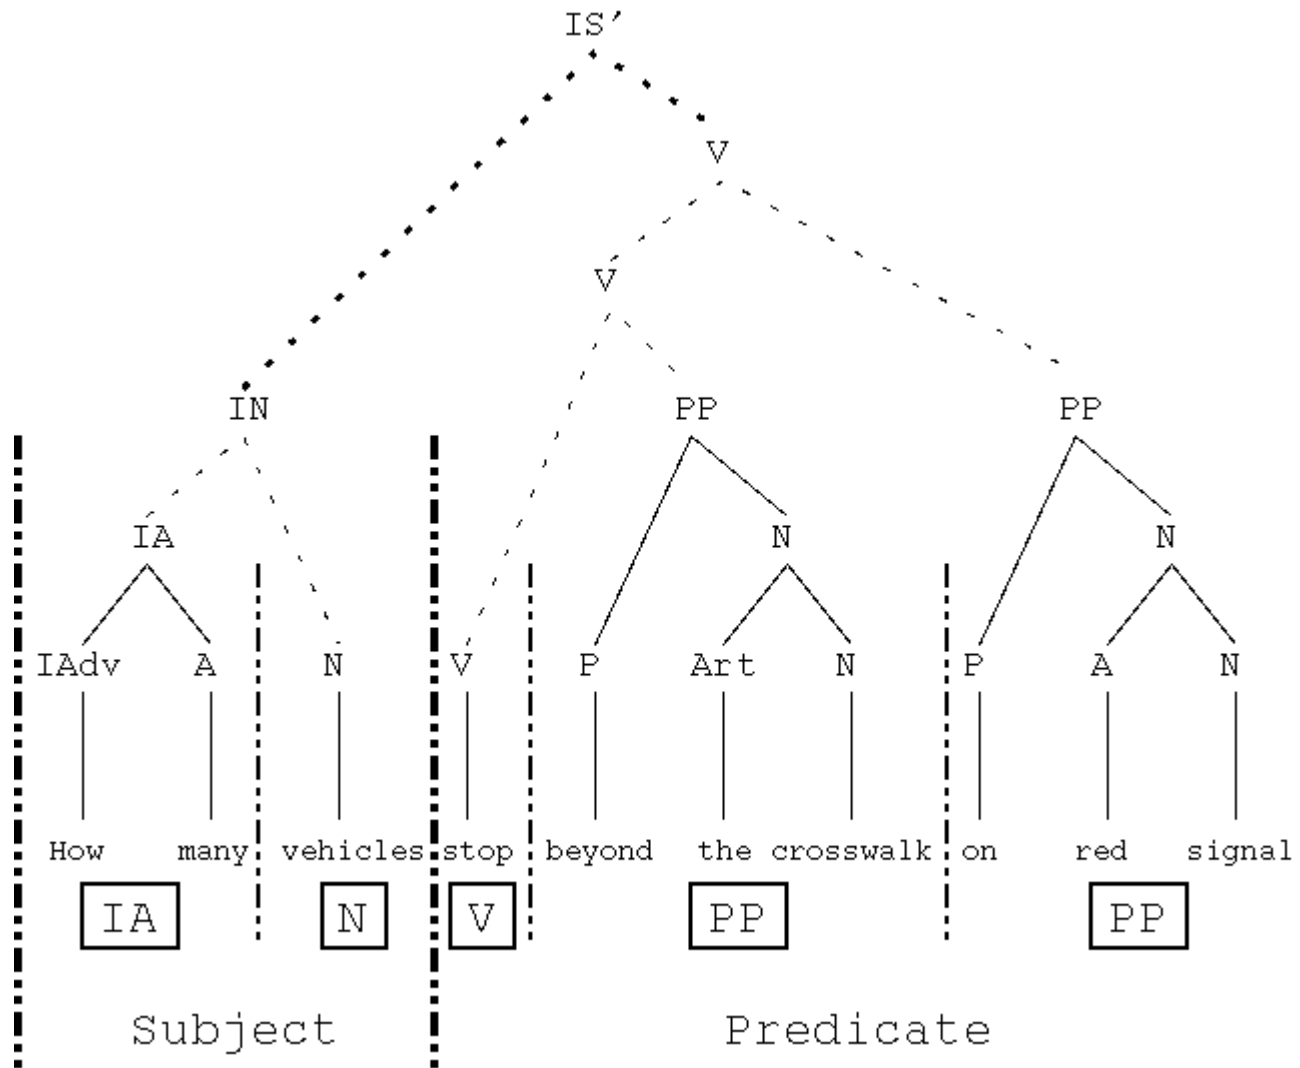 IS′
V
V
IN PP PP
IA N N
IAdv A N V P Art N P A N
How many vehicles stop beyond the crosswalk on red signal
IA N V PP PP
Subject Predicate